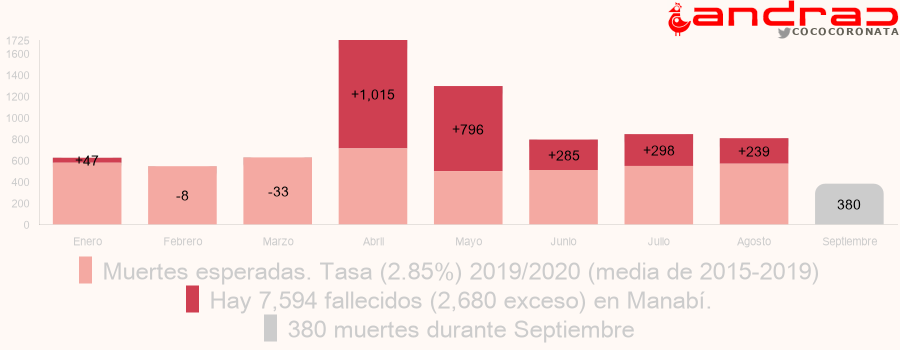 andrac
COCOCORONATA
1725
1600
1400
1200
1000
800
600
400
200
0
+47
-8
-33
+1,015
+796
+285
+298
+239
380
Enero
Febrero
Marzo
Abril
Mayo
Junio
Julio
Agosto
Septiembre
Muertes esperadas. Tasa (2.85%) 2019/2020 (media de 2015-2019)
Hay 7,594 fallecidos (2,680 exceso) en Manabí.
380 muertes durante Septiembre